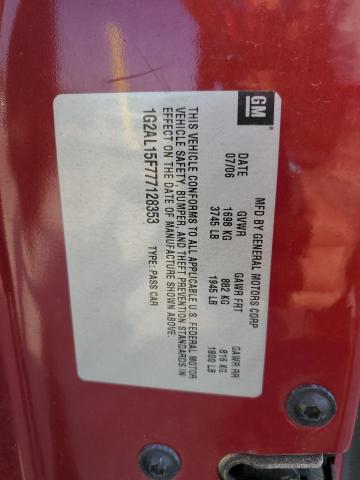 GM
MFD BY GENERAL MOTORS CORP
DATE GVWR GAWR FRT GAWR RR
07/06 1698 KG 882 KG 816 KG
3745 LB 1945 LB 1800 LB
THIS VEHICLE CONFORMS TO ALL APPLICABLE U.S. FEDERAL MOTOR
VEHICLE SAFETY, BUMPER, AND THEFT PREVENTION STANDARDS IN
EFFECT ON THE DATE OF MANUFACTURE SHOWN ABOVE.
1G2AL15F777128353 TYPE: PASS CAR